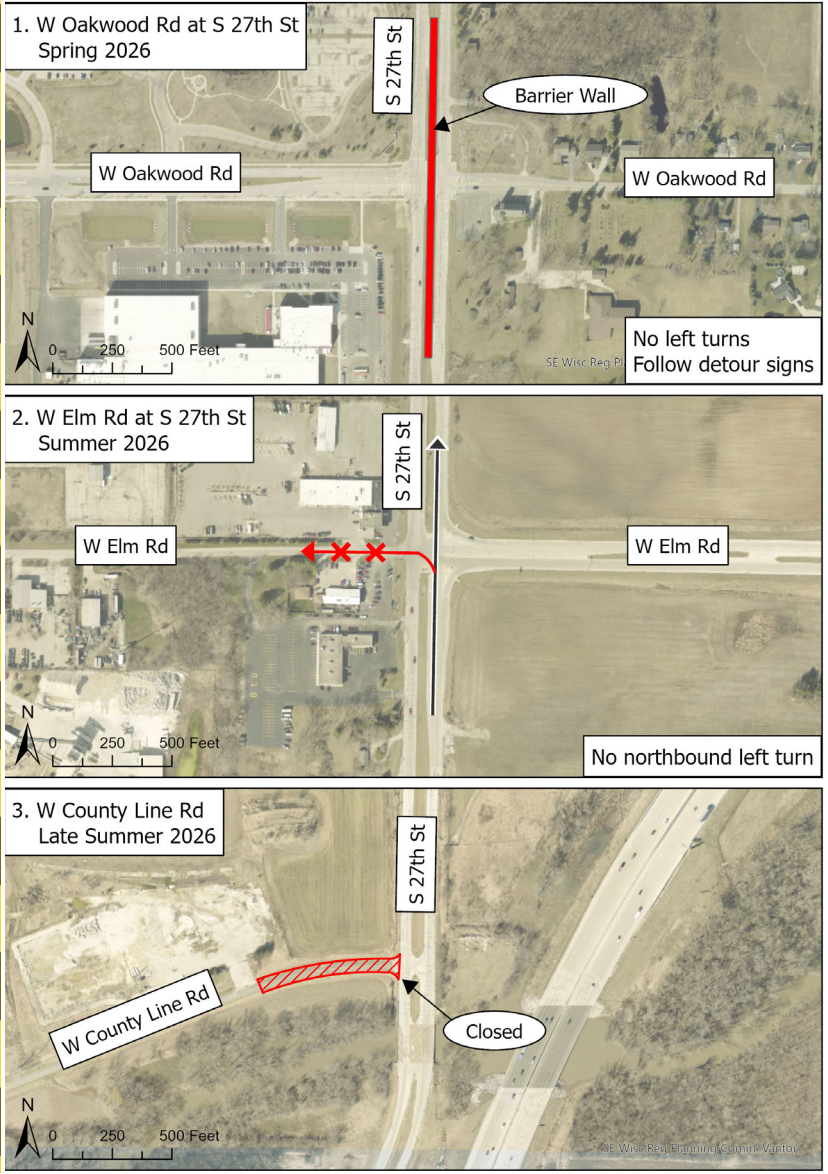 1. W Oakwood Rd at S 27th St
Spring 2026
S 27th St
Barrier Wall
W Oakwood Rd
W Oakwood Rd
N
0 250 500 Feet
SE Wisc Reg Pl
No left turns
Follow detour signs
2. W Elm Rd at S 27th St
Summer 2026
S 27th St
W Elm Rd
W Elm Rd
N
0 250 500 Feet
No northbound left turn
3. W County Line Rd
Late Summer 2026
S 27th St
W County Line Rd
Closed
N
0 250 500 Feet
SE Wisc Reg Planning Comm, Vantor